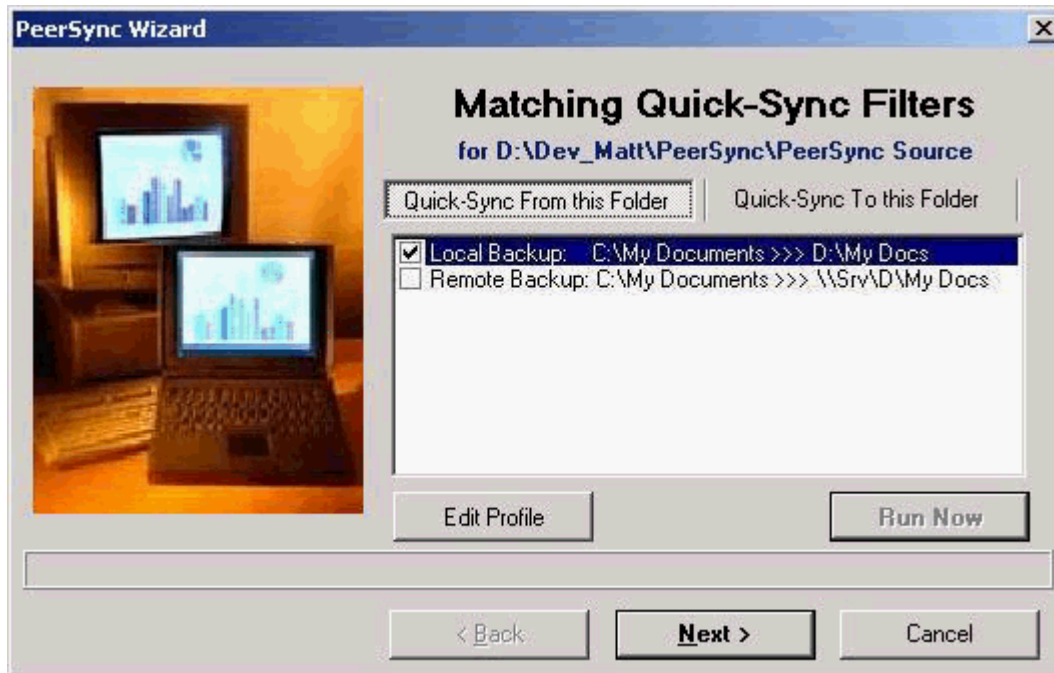 PeerSync Wizard
Matching Quick-Sync Filters
for D:\Dev_Matt\PeerSync\PeerSync Source
Quick-Sync From this Folder
Quick-Sync To this Folder
Local Backup: C:\My Documents >>> D:\My Docs
Remote Backup: C:\My Documents >>> \\Srv\D\My Docs
Edit Profile
Run Now
< Back
Next >
Cancel